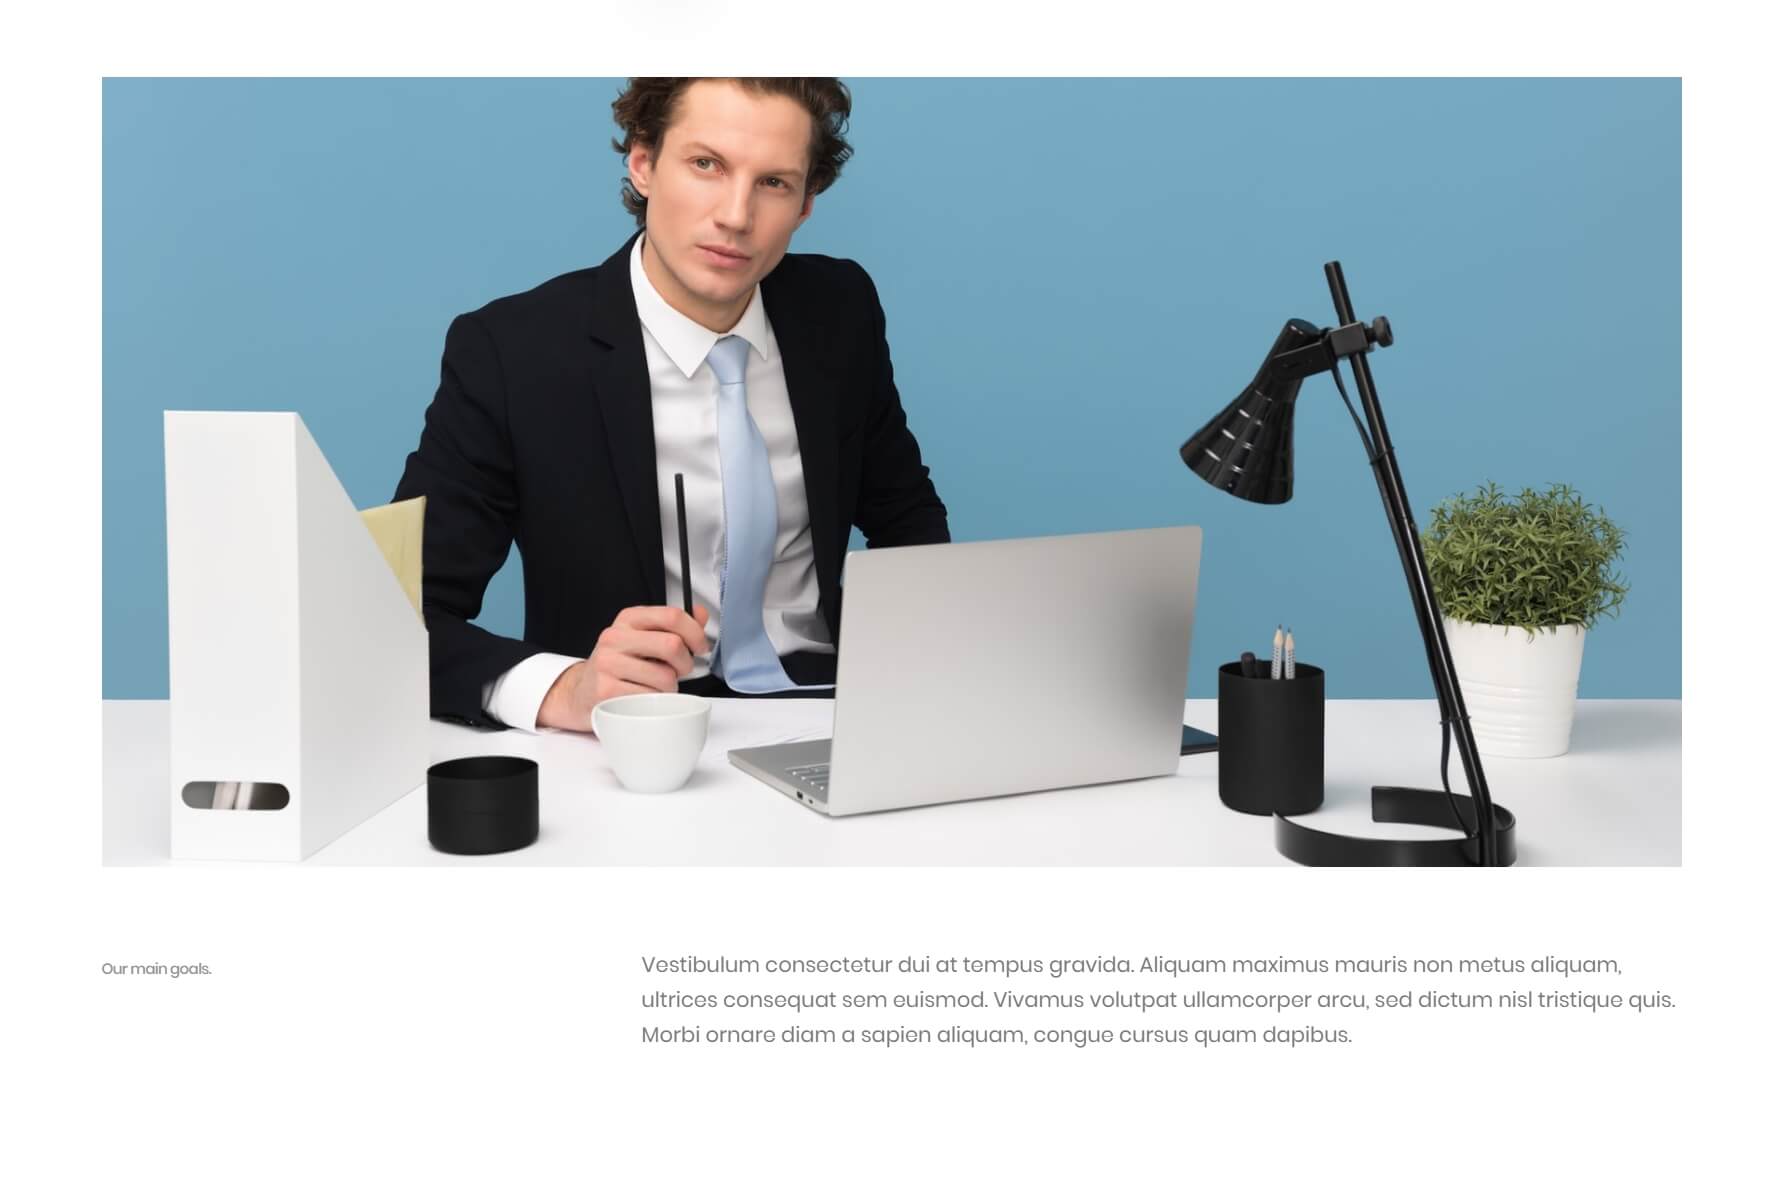 Our main goals.
Vestibulum consectetur dui at tempus gravida. Aliquam maximus mauris non metus aliquam,
ultrices consequat sem euismod. Vivamus volutpat ullamcorper arcu, sed dictum nisl tristique quis.
Morbi ornare diam a sapien aliquam, congue cursus quam dapibus.